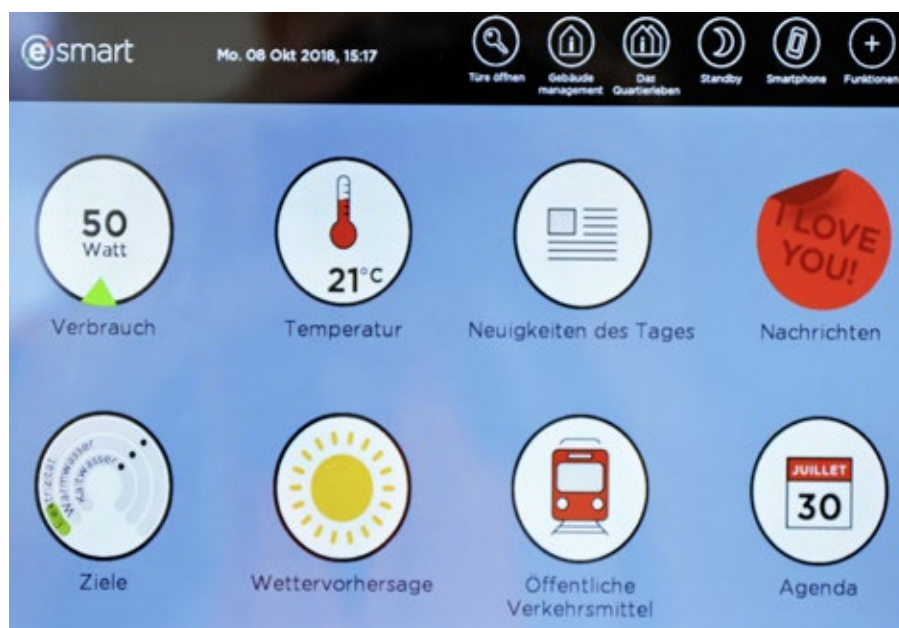 esmart
Mo. 08 Okt 2018, 15:17
Türe öffnen
Gebäude
management
Das
Quartierleben
Standby
Smartphone
Funktionen
50
Watt
Verbrauch
21°C
Temperatur
Neuigkeiten des Tages
I LOVE
YOU!
Nachrichten
Warmwasser
Kaltwasser
Ziele
Wettervorhersage
Öffentliche
Verkehrsmittel
JUILLET
30
Agenda